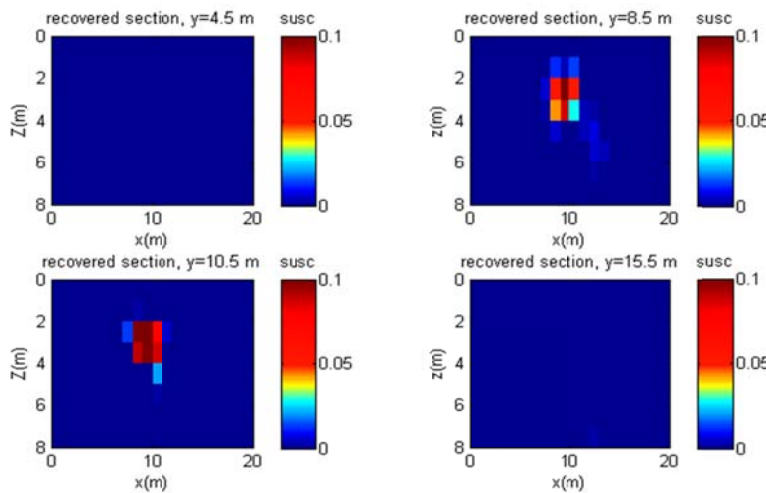 recovered section, y=4.5 m
susc
0
2
4
6
8
Z(m)
0
10
20
x(m)
0.1
0.05
0
recovered section, y=8.5 m
susc
0
2
4
6
8
z(m)
0
10
20
x(m)
0.1
0.05
0
recovered section, y=10.5 m
susc
0
2
4
6
8
Z(m)
0
10
20
x(m)
0.1
0.05
0
recovered section, y=15.5 m
susc
0
2
4
6
8
z(m)
0
10
20
x(m)
0.1
0.05
0